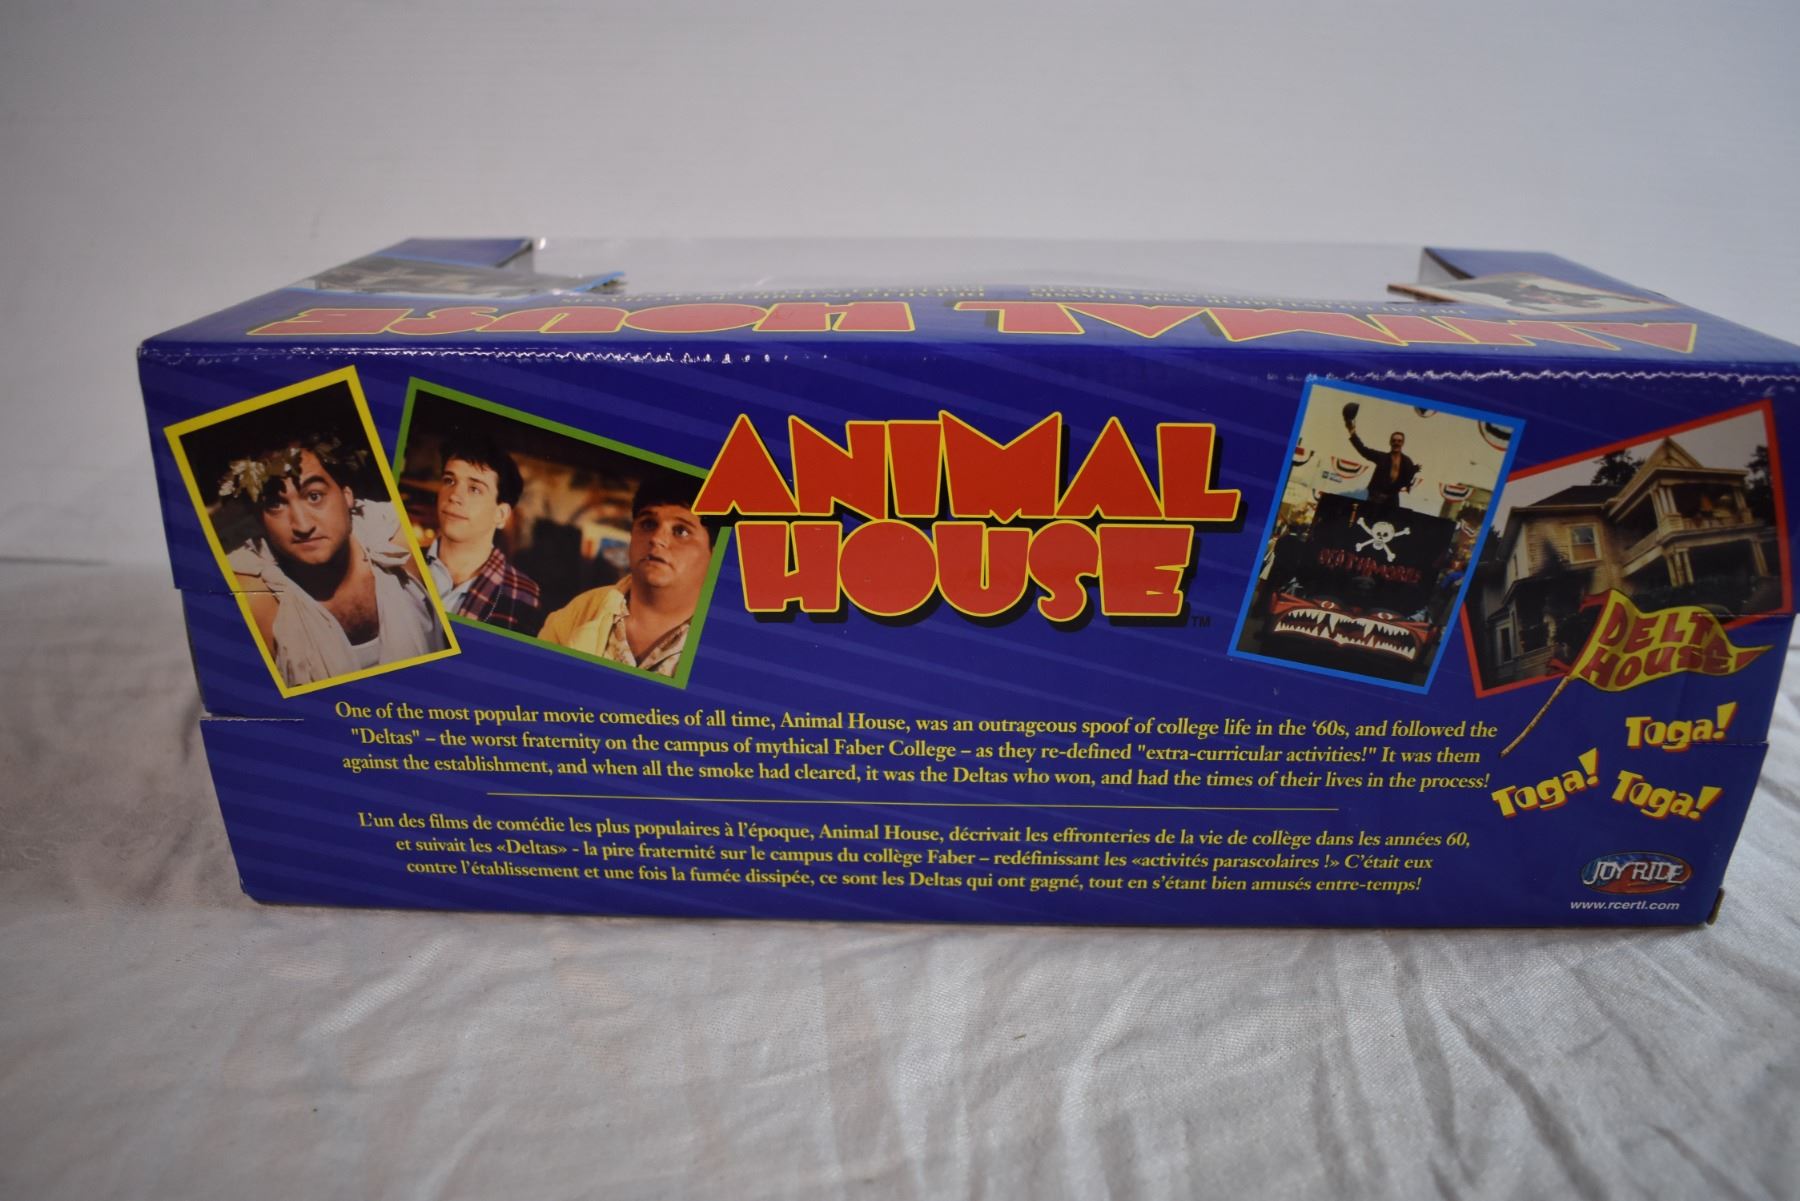 ANIMAL HOUSE
ANIMAL
HOUSE
TM
DEATHMOBILE
DELTA
HOUSE
One of the most popular movie comedies of all time, Animal House, was an outrageous spoof of college life in the ‘60s, and followed the
"Deltas" – the worst fraternity on the campus of mythical Faber College – as they re-defined "extra-curricular activities!" It was them
against the establishment, and when all the smoke had cleared, it was the Deltas who won, and had the times of their lives in the process!
Toga!
Toga!
Toga!
L’un des films de comédie les plus populaires à l’époque, Animal House, décrivait les effronteries de la vie de collège dans les années 60,
et suivait les «Deltas» - la pire fraternité sur le campus du collège Faber – redéfinissant les «activités parascolaires !» C’était eux
contre l’établissement et une fois la fumée dissipée, ce sont les Deltas qui ont gagné, tout en s’étant bien amusés entre-temps!
JOY RIDE
www.rcertl.com